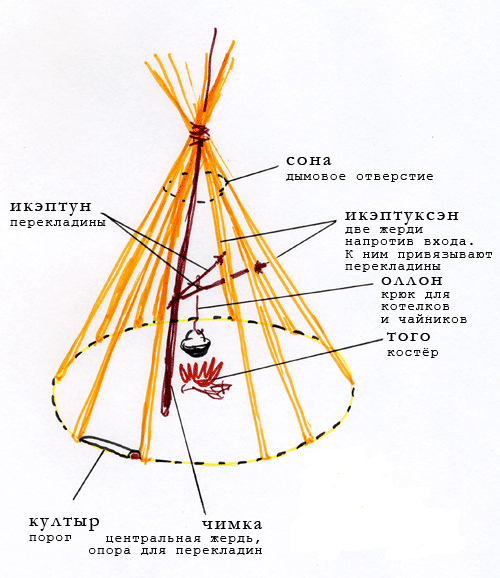 сона
дымовое отверстие
икэптун
перекладины
икэптуксэн
две жерди
напротив входа.
К ним привязывают
перекладины
оллон
крюк для
котелков
и чайников
того
костёр
култыр
порог
чимка
центральная жердь,
опора для перекладин